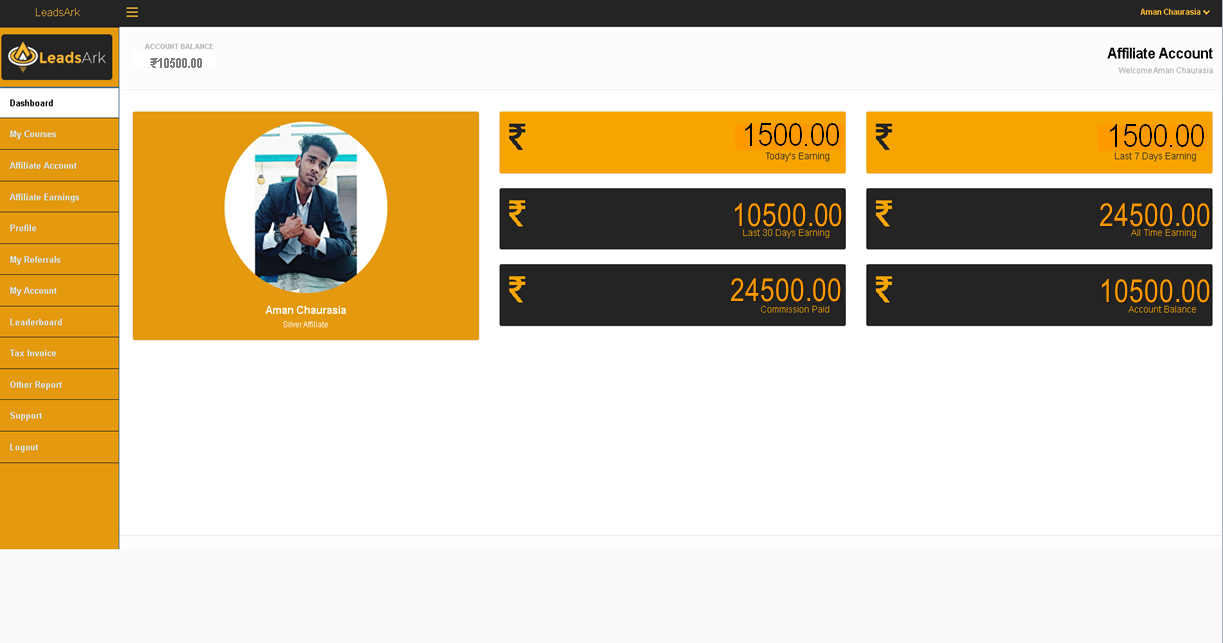 LeadsArk
Aman Chaurasia
LeadsArk
ACCOUNT BALANCE
₹10500.00
Affiliate Account
Welcome Aman Chaurasia
Dashboard
My Courses
Affiliate Account
Affiliate Earnings
Profile
My Referrals
My Account
Leaderboard
Tax Invoice
Other Report
Support
Logout
Aman Chaurasia
Silver Affiliate
₹ 1500.00
Today's Earning
₹ 1500.00
Last 7 Days Earning
₹ 10500.00
Last 30 Days Earning
₹ 24500.00
All Time Earning
₹ 24500.00
Commission Paid
₹ 10500.00
Account Balance